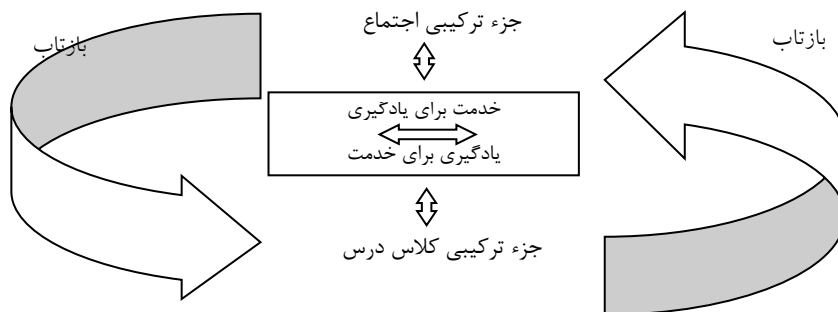 جزء ترکیبی اجتماع
بازتاب
بازتاب
خدمت برای یادگیری
یادگیری برای خدمت
جزء ترکیبی کلاس درس